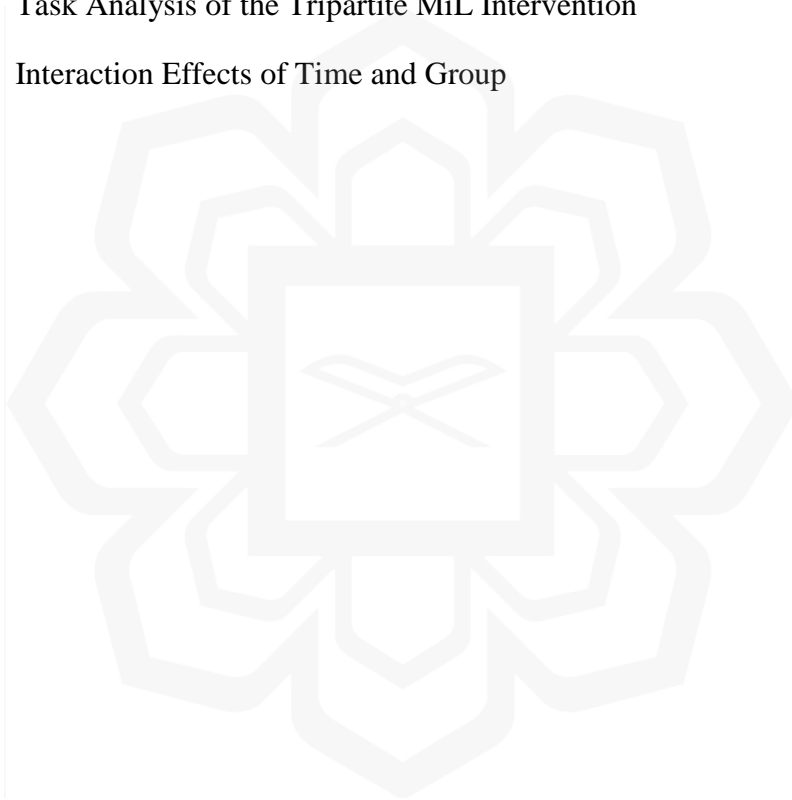 Task Analysis of the Tripartite MiL Intervention
Interaction Effects of Time and Group